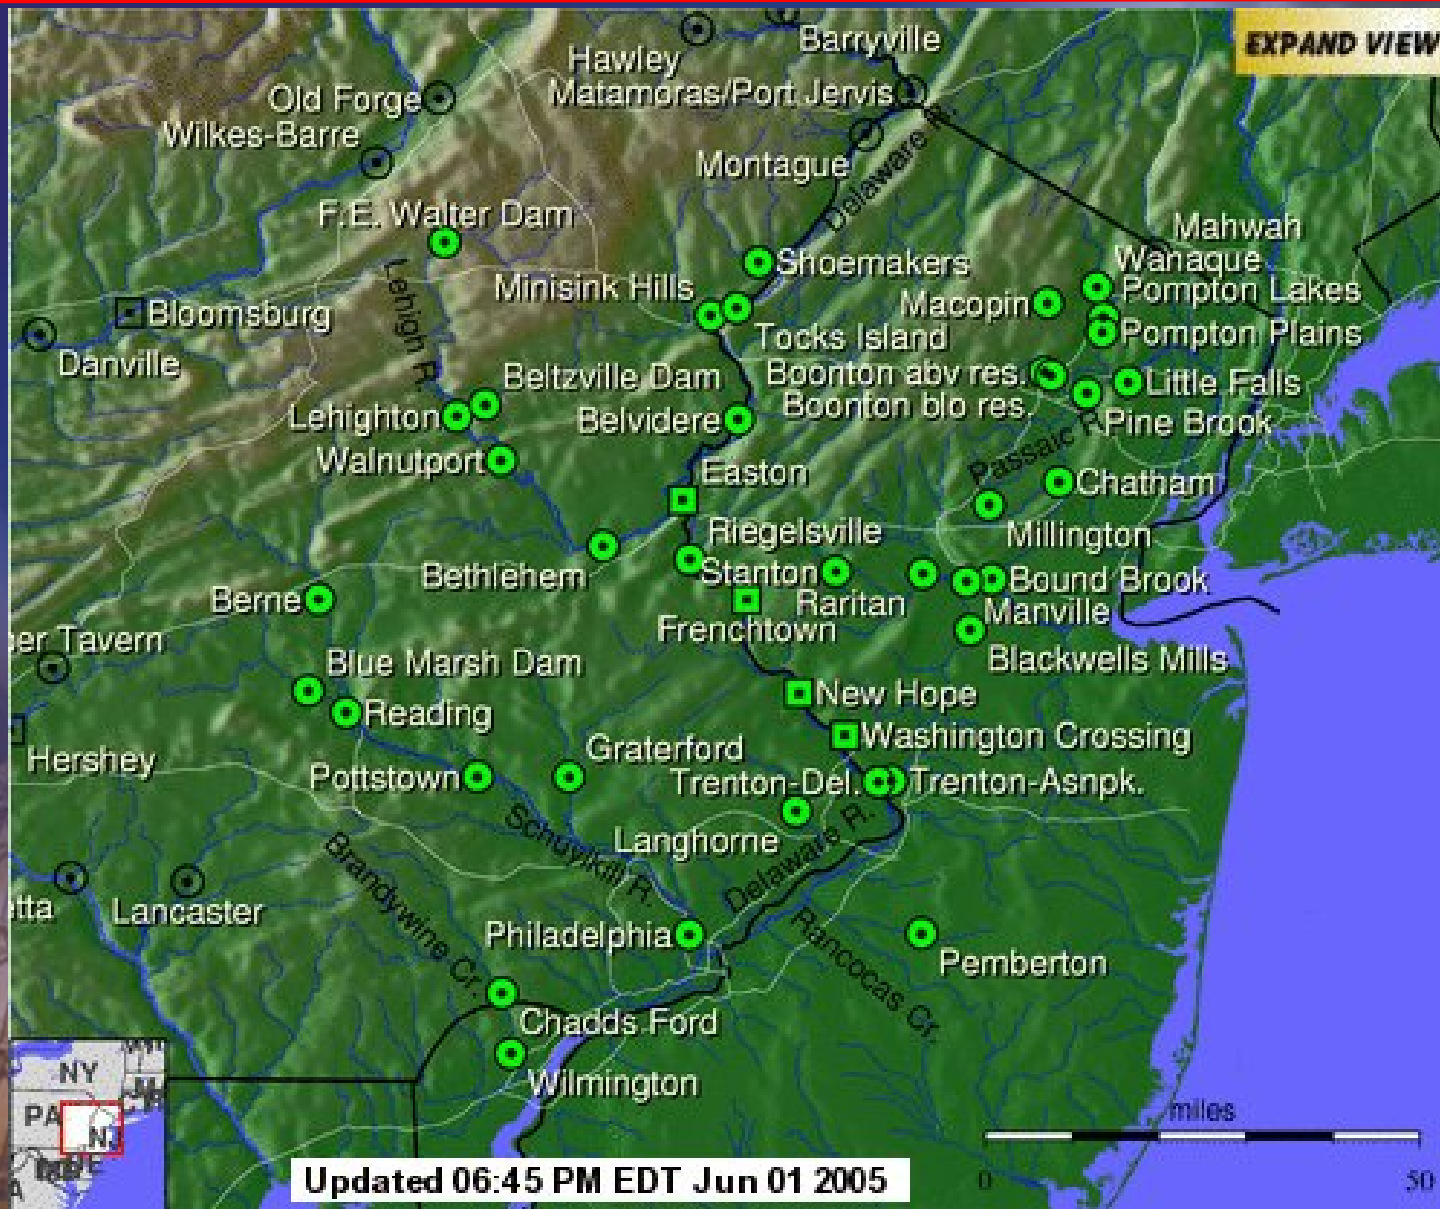 EXPAND VIEW
Barryville
Hawley
Matamoras/Port Jervis
Old Forge
Wilkes-Barre
Montague
Delaware R.
F.E. Walter Dam
Mahwah
Wanaque
Shoemakers
Minisink Hills
Pompton Lakes
Macopin
Bloomsburg
Lehigh R.
Tocks Island
Pompton Plains
Danville
Beltzville Dam
Boonton abv res.
Little Falls
Boonton blo res.
Lehighton
Belvidere
Pine Brook
Passaic R.
Walnutport
Easton
Chatham
Riegelsville
Millington
Bethlehem
Stanton
Bound Brook
Berne
Raritan
Manville
Frenchtown
er Tavern
Blue Marsh Dam
Blackwells Mills
New Hope
Reading
Washington Crossing
Hershey
Graterford
Pottstown
Trenton-Del.
Trenton-Asnpk.
Schuylkill R.
Langhorne
Delaware R.
Brandywine Cr.
Lancaster
tta
Philadelphia
Rancocas Cr.
Pemberton
Chadds Ford
Wilmington
NY
PA
NJ
miles
0 50
Updated 06:45 PM EDT Jun 01 2005